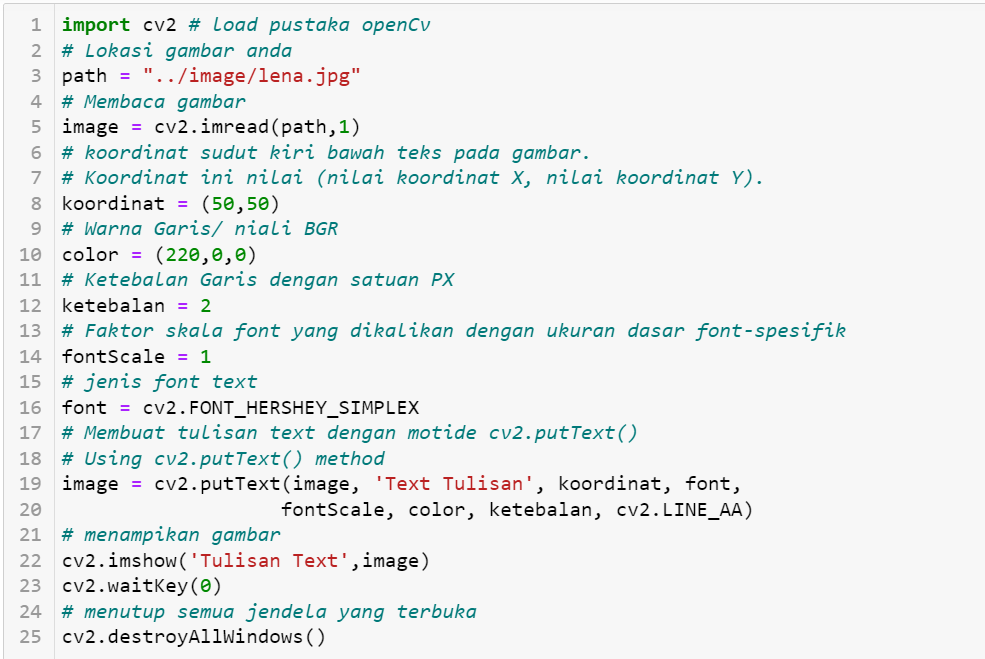 1 import cv2 # load pustaka openCv
2 # Lokasi gambar anda
3 path = "../image/lena.jpg"
4 # Membaca gambar
5 image = cv2.imread(path,1)
6 # koordinat sudut kiri bawah teks pada gambar.
7 # Koordinat ini nilai (nilai koordinat X, nilai koordinat Y).
8 koordinat = (50,50)
9 # Warna Garis/ niali BGR
10 color = (220,0,0)
11 # Ketebalan Garis dengan satuan PX
12 ketebalan = 2
13 # Faktor skala font yang dikalikan dengan ukuran dasar font-spesifik
14 fontScale = 1
15 # jenis font text
16 font = cv2.FONT_HERSHEY_SIMPLEX
17 # Membuat tulisan text dengan motide cv2.putText()
18 # Using cv2.putText() method
19 image = cv2.putText(image, 'Text Tulisan', koordinat, font,
20                    fontScale, color, ketebalan, cv2.LINE_AA)
21 # menampikan gambar
22 cv2.imshow('Tulisan Text',image)
23 cv2.waitKey(0)
24 # menutup semua jendela yang terbuka
25 cv2.destroyAllWindows()